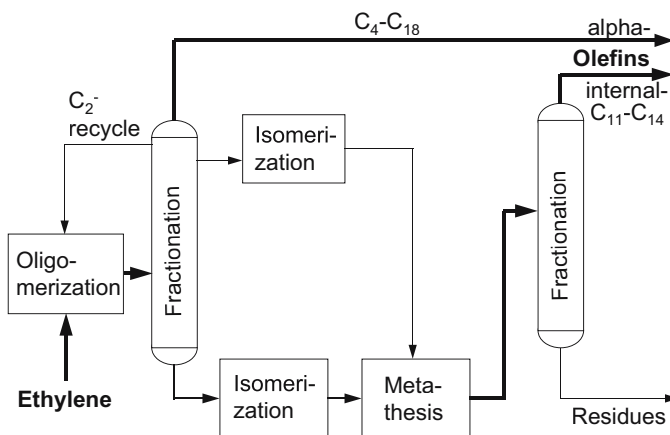 C₄-C₁₈
alpha-
Olefins
internal-
C₁₁-C₁₄
C₂⁻
recycle
Isomeri-
zation
Fractionation
Fractionation
Oligo-
merization
Ethylene
Isomeri-
zation
Meta-
thesis
Residues